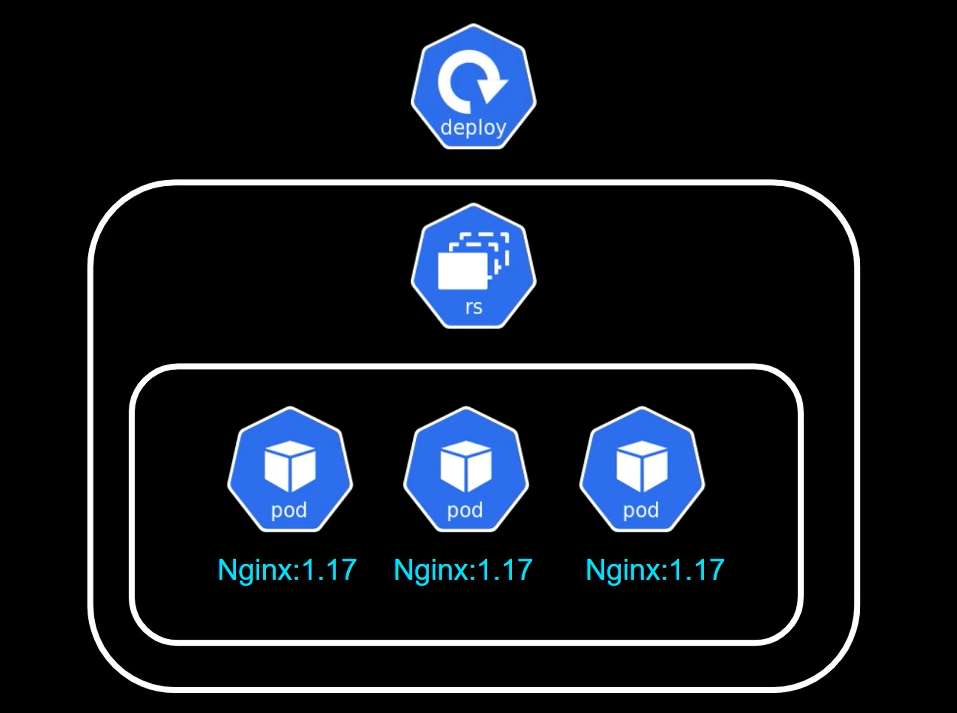 deploy
rs
pod pod pod
Nginx:1.17 Nginx:1.17 Nginx:1.17